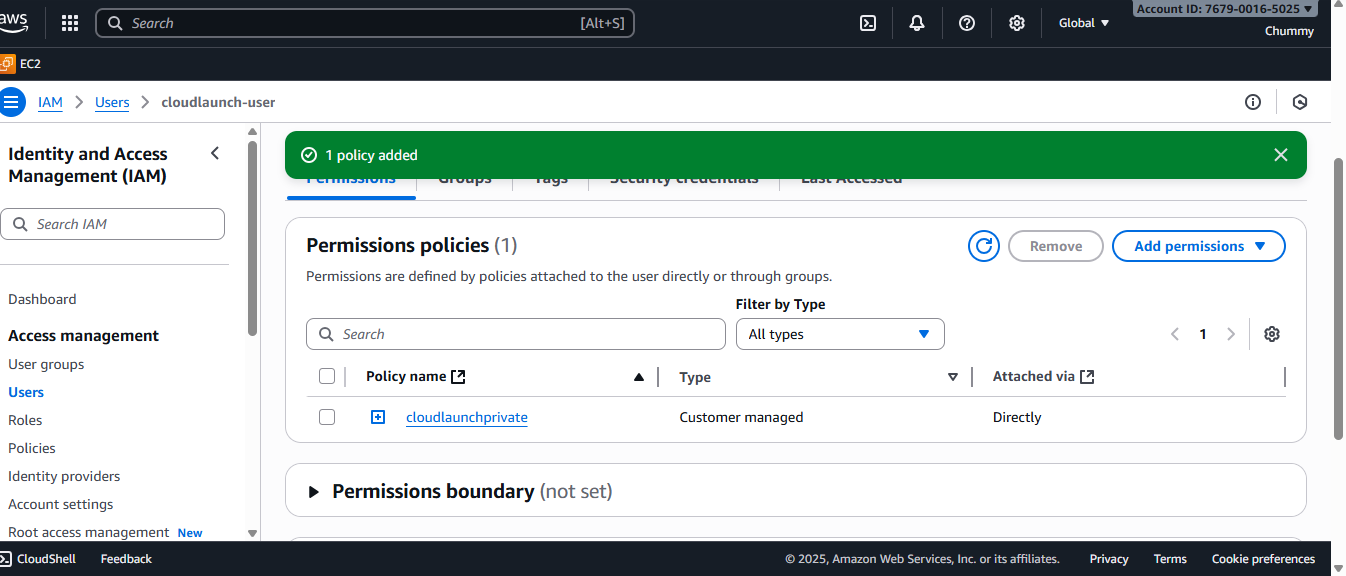 aws
Search [Alt+S]
Global
Account ID: 7679-0016-5025
Chummy
EC2
IAM > Users > cloudlaunch-user
Identity and Access
Management (IAM)
Search IAM
Dashboard
Access management
User groups
Users
Roles
Policies
Identity providers
Account settings
Root access management New
1 policy added
Permissions Groups Tags Security credentials Last Accessed
Permissions policies (1)
Remove
Add permissions
Permissions are defined by policies attached to the user directly or through groups.
Filter by Type
Search
All types
1
Policy name
Type
Attached via
cloudlaunchprivate
Customer managed
Directly
Permissions boundary (not set)
CloudShell Feedback
© 2025, Amazon Web Services, Inc. or its affiliates. Privacy Terms Cookie preferences